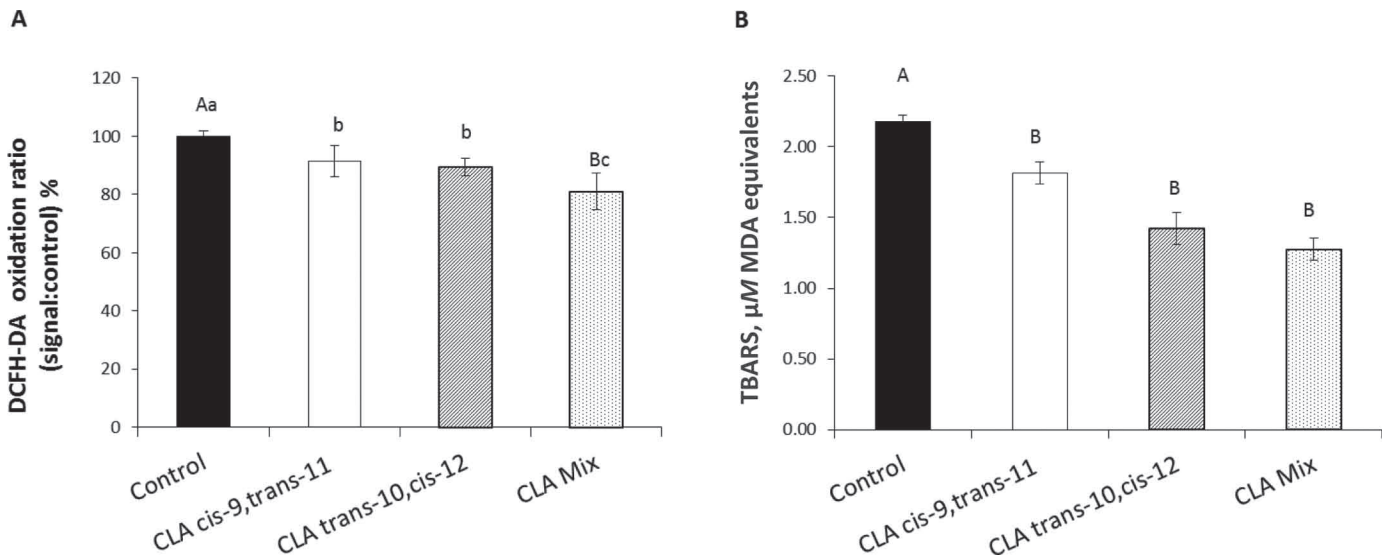 A
DCFH-DA oxidation ratio
(signal:control) %
120
100
80
60
40
20
0
Aa
b
b
Bc
Control
CLA cis-9,trans-11
CLA trans-10,cis-12
CLA Mix
B
TBARS, µM MDA equivalents
2.50
2.00
1.50
1.00
0.50
0.00
A
B
B
B
Control
CLA cis-9,trans-11
CLA trans-10,cis-12
CLA Mix